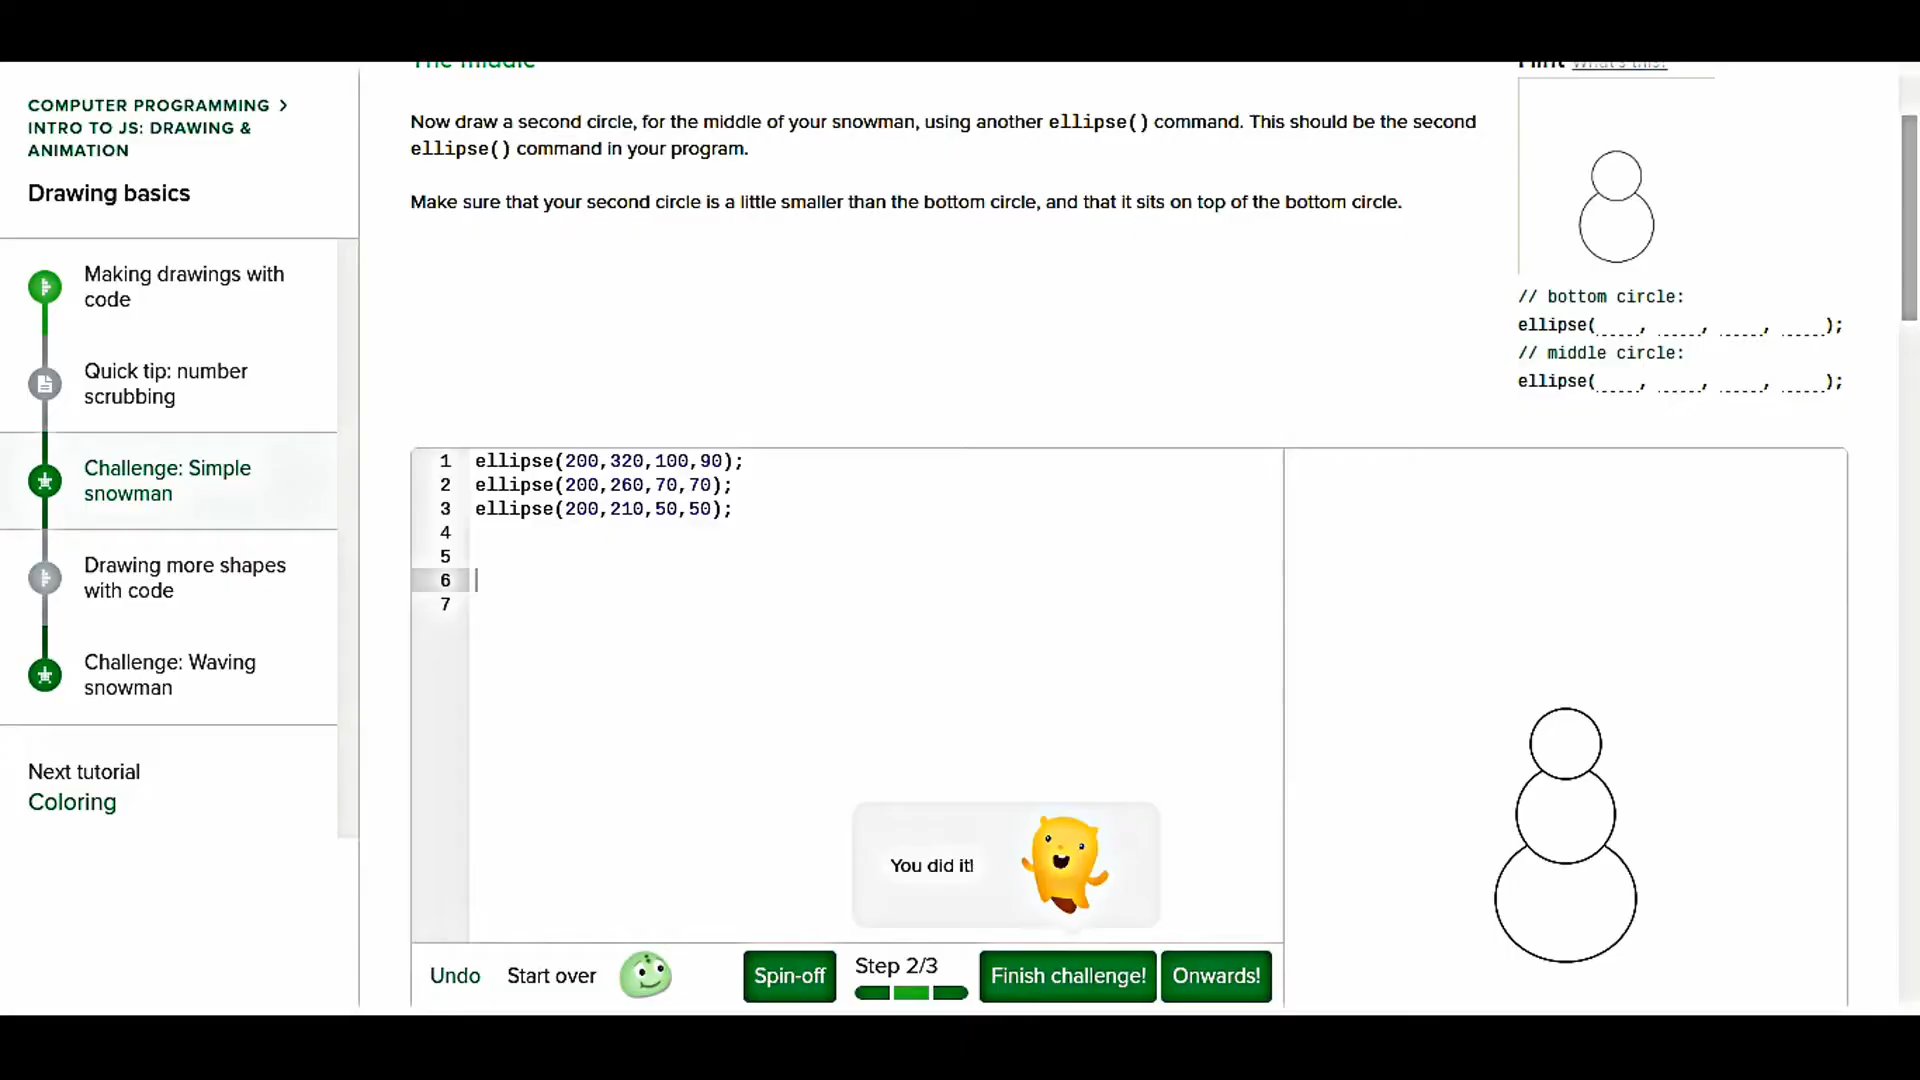 The middle
Hint What's this?
COMPUTER PROGRAMMING >
INTRO TO JS: DRAWING &
ANIMATION
Drawing basics
Making drawings with
code
Quick tip: number
scrubbing
Challenge: Simple
snowman
Drawing more shapes
with code
Challenge: Waving
snowman
Next tutorial
Coloring
Now draw a second circle, for the middle of your snowman, using another ellipse() command. This should be the second
ellipse() command in your program.
Make sure that your second circle is a little smaller than the bottom circle, and that it sits on top of the bottom circle.
// bottom circle:
ellipse(____, ____, ____, ____);
// middle circle:
ellipse(____, ____, ____, ____);
1 ellipse(200,320,100,90);
2 ellipse(200,260,70,70);
3 ellipse(200,210,50,50);
4
5
6
7
You did it!
Undo Start over Spin-off Step 2/3 Finish challenge! Onwards!